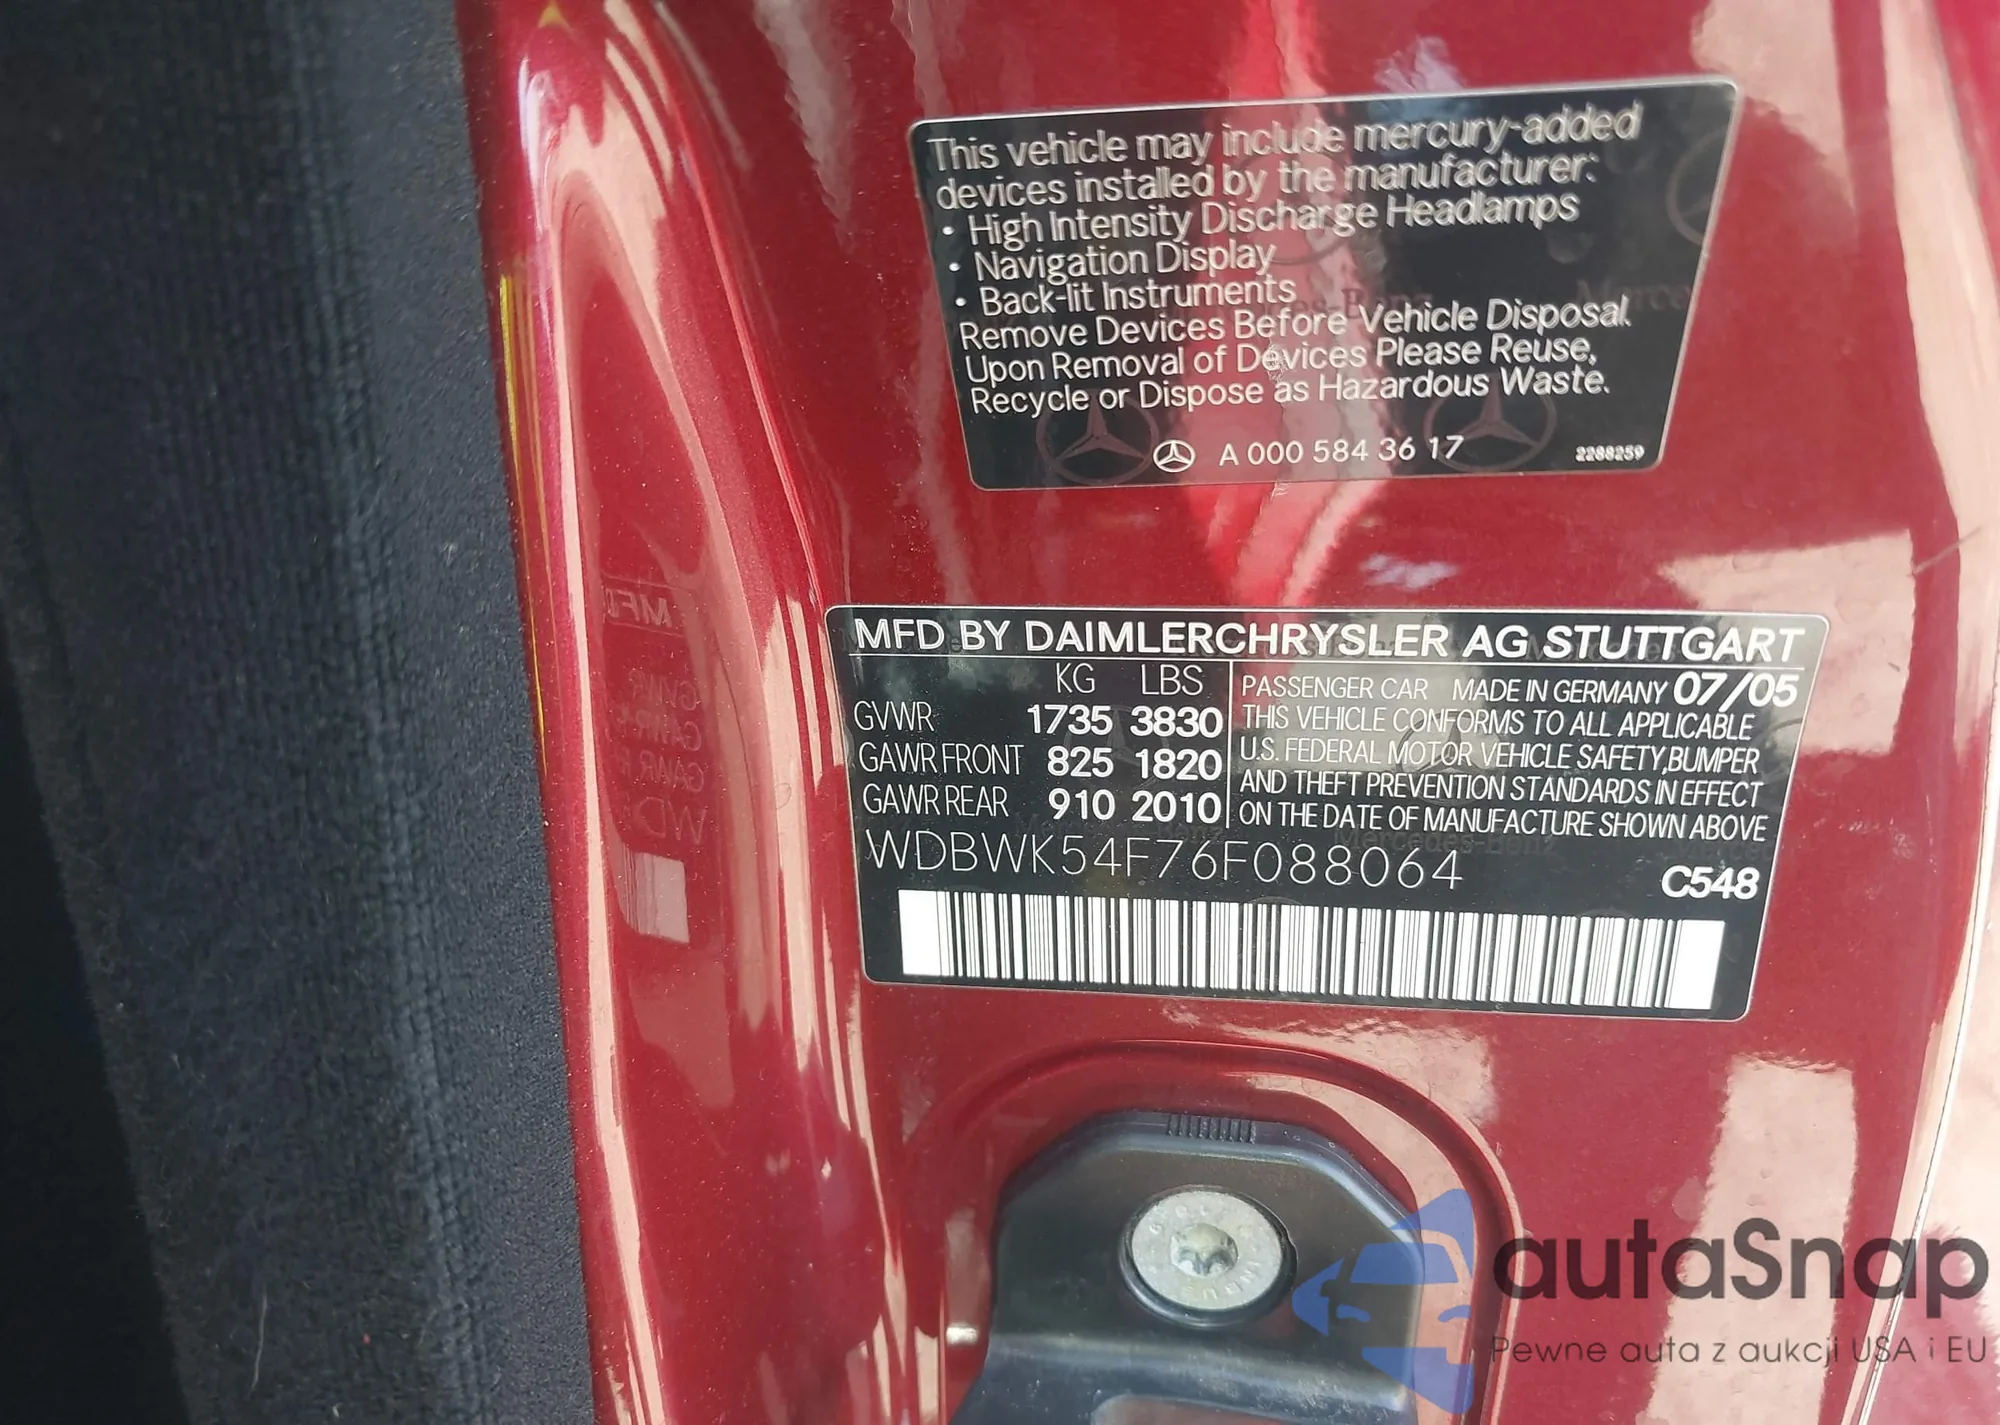 This vehicle may include mercury-added
devices installed by the manufacturer:
• High Intensity Discharge Headlamps
• Navigation Display
• Back-lit Instruments
Remove Devices Before Vehicle Disposal.
Upon Removal of Devices Please Reuse,
Recycle or Dispose as Hazardous Waste.
A 000 584 36 17 2288259
MFD BY DAIMLERCHRYSLER AG STUTTGART
KG LBS
GVWR 1735 3830
GAWR FRONT 825 1820
GAWR REAR 910 2010
PASSENGER CAR MADE IN GERMANY 07/05
THIS VEHICLE CONFORMS TO ALL APPLICABLE
U.S. FEDERAL MOTOR VEHICLE SAFETY,BUMPER
AND THEFT PREVENTION STANDARDS IN EFFECT
ON THE DATE OF MANUFACTURE SHOWN ABOVE
WDBWK54F76F088064
C548
autaSnap
Pewne auta z aukcji USA i EU